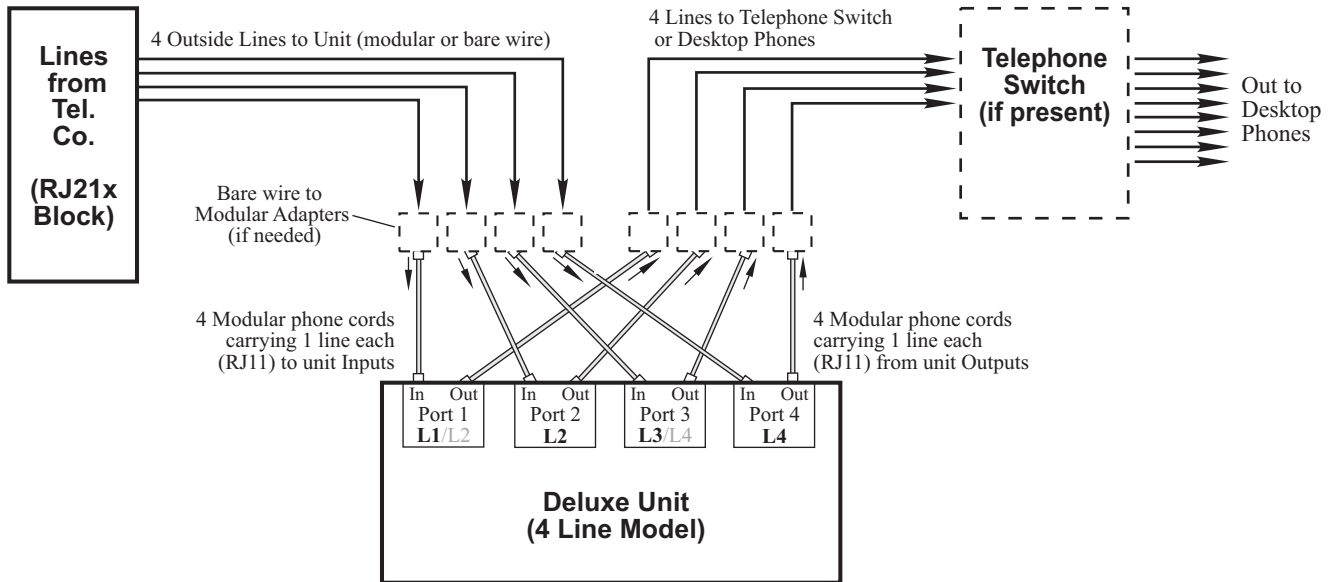 Lines
from
Tel.
Co.
(RJ21x
Block)
4 Outside Lines to Unit (modular or bare wire)
4 Lines to Telephone Switch
or Desktop Phones
Telephone
Switch
(if present)
Out to
Desktop
Phones
Bare wire to
Modular Adapters
(if needed)
4 Modular phone cords
carrying 1 line each
(RJ11) to unit Inputs
4 Modular phone cords
carrying 1 line each
(RJ11) from unit Outputs
In Out
Port 1
L1/L2
In Out
Port 2
L2
In Out
Port 3
L3/L4
In Out
Port 4
L4
Deluxe Unit
(4 Line Model)